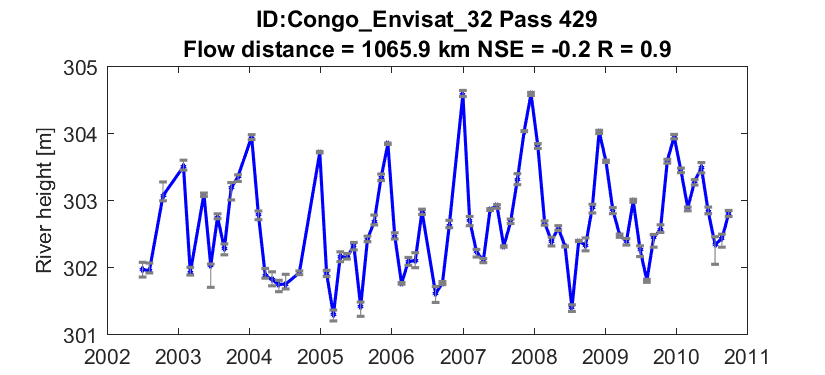 ID:Congo_Envisat_32 Pass 429
Flow distance = 1065.9 km NSE = -0.2 R = 0.9
305
304
303
302
301
River height [m]
2002 2003 2004 2005 2006 2007 2008 2009 2010 2011